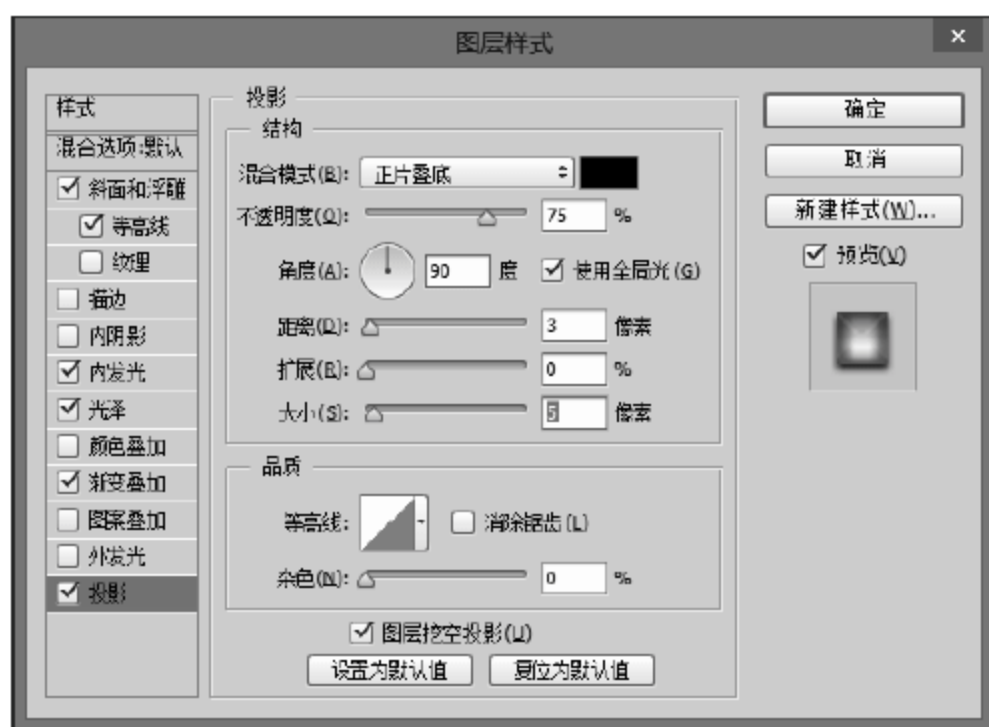 图层样式
×
样式
混合选项:默认
斜面和浮雕
等高线
纹理
描边
内阴影
内发光
光泽
颜色叠加
渐变叠加
图案叠加
外发光
投影
投影
结构
混合模式(B): 正片叠底
不透明度(O): 75 %
角度(A): 90 度 使用全局光(G)
距离(D): 3 像素
扩展(R): 0 %
大小(S): 5 像素
品质
等高线: 消除锯齿(L)
杂色(N): 0 %
图层挖空投影(U)
设置为默认值 复位为默认值
确定
取消
新建样式(W)...
预览(V)